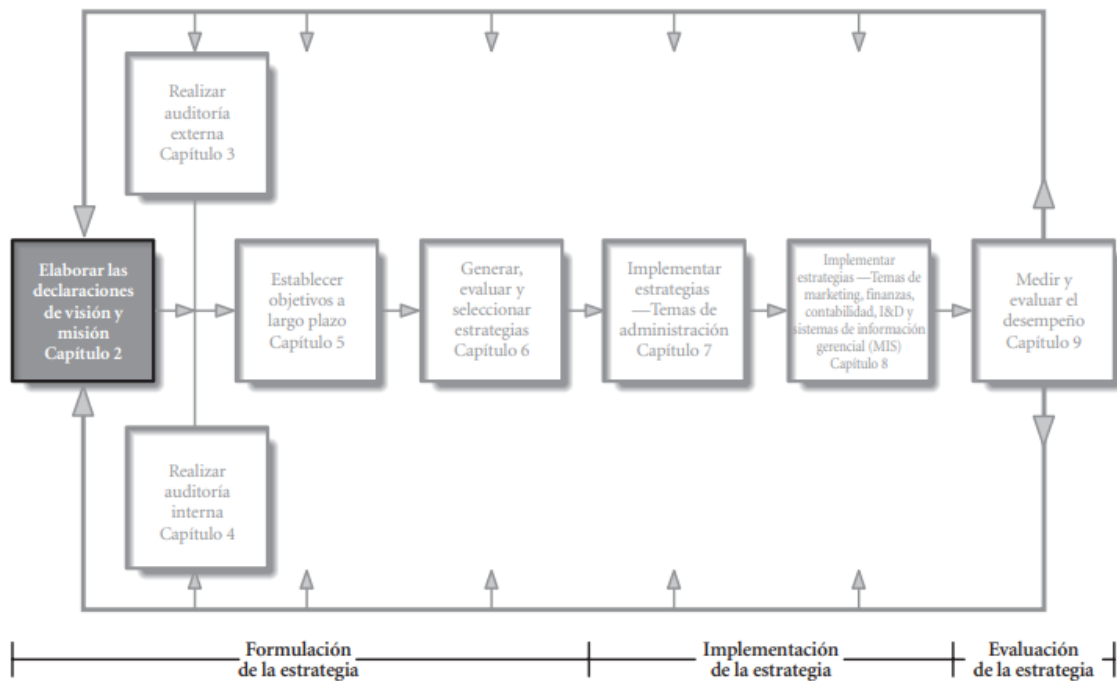 Realizar
auditoría
externa
Capítulo 3
Elaborar las
declaraciones
de visión y
misión
Capítulo 2
Establecer
objetivos a
largo plazo
Capítulo 5
Generar,
evaluar y
seleccionar
estrategias
Capítulo 6
Implementar
estrategias
—Temas de
administración
Capítulo 7
Implementar
estrategias —Temas de
marketing, finanzas,
contabilidad, I&D y
sistemas de información
gerencial (MIS)
Capítulo 8
Medir y
evaluar el
desempeño
Capítulo 9
Realizar
auditoría
interna
Capítulo 4
Formulación
de la estrategia
Implementación
de la estrategia
Evaluación
de la estrategia